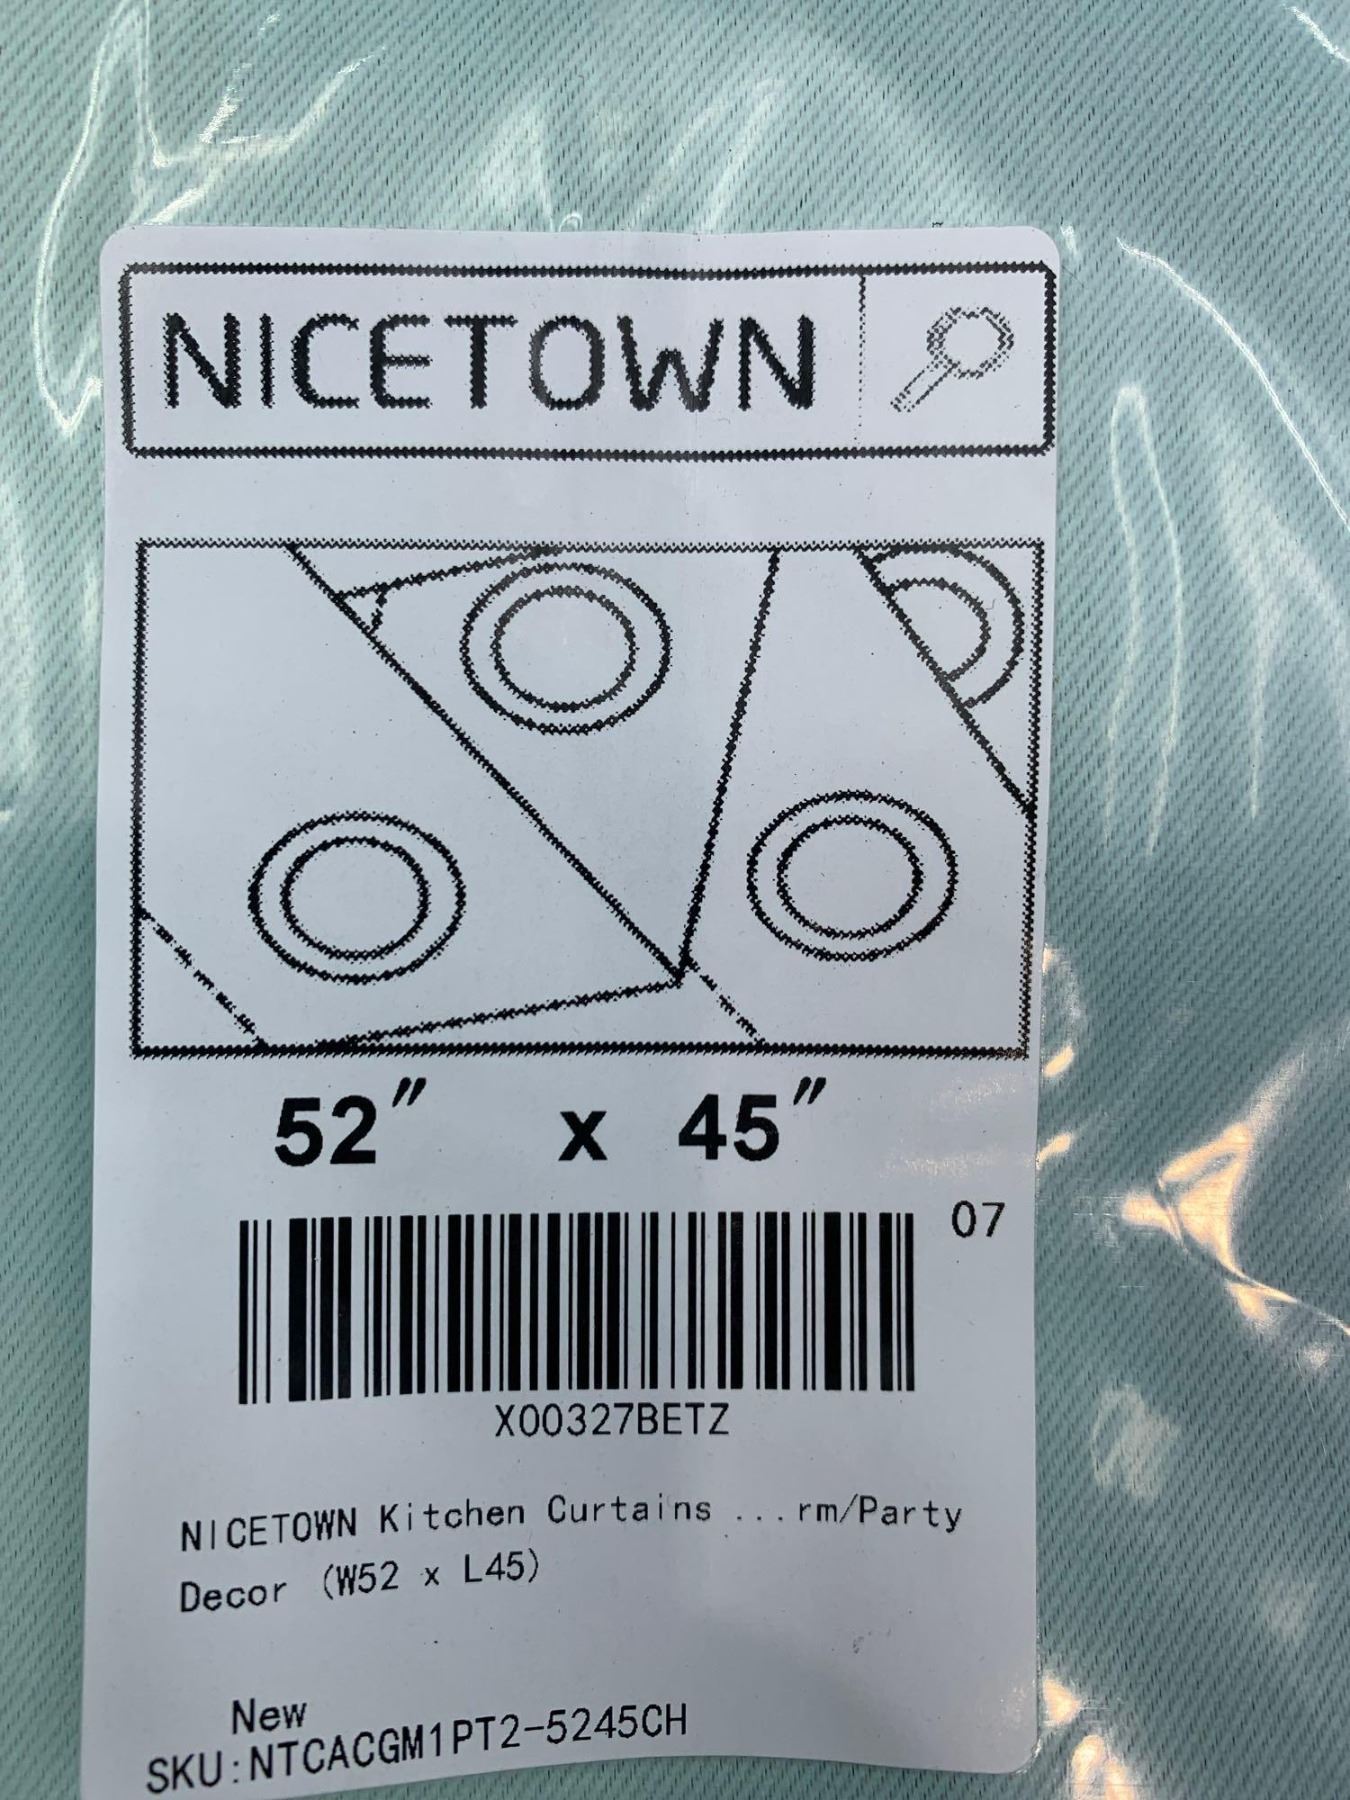 NICETOWN
52" x 45"
07
X00327BETZ
NICETOWN Kitchen Curtains ...rm/Party
Decor (W52 x L45)
New
SKU:NTCACGM1PT2-5245CH